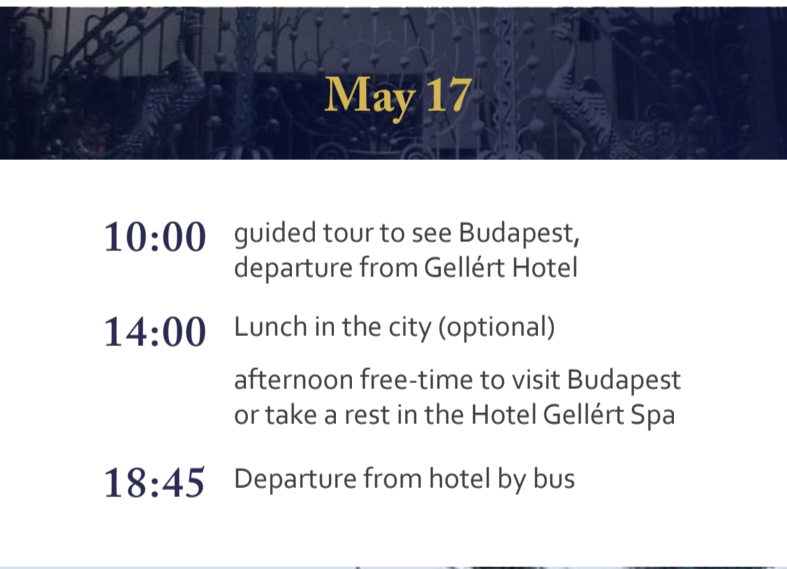 May 17
10:00 guided tour to see Budapest,
departure from Gellért Hotel
14:00 Lunch in the city (optional)
afternoon free-time to visit Budapest
or take a rest in the Hotel Gellért Spa
18:45 Departure from hotel by bus